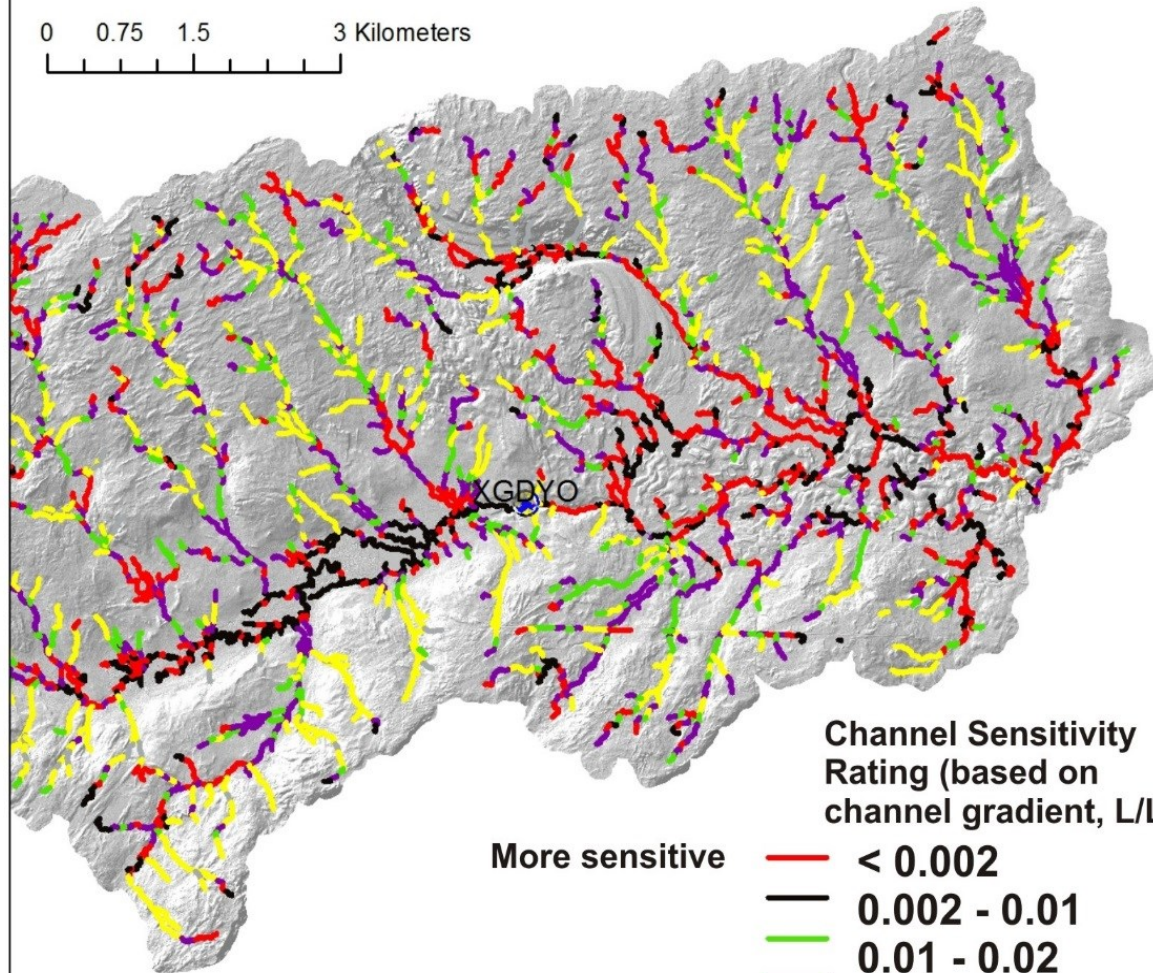 0 0.75 1.5 3 Kilometers
XGDYO
Channel Sensitivity
Rating (based on
channel gradient, L/L
More sensitive
< 0.002
0.002 - 0.01
0.01 - 0.02